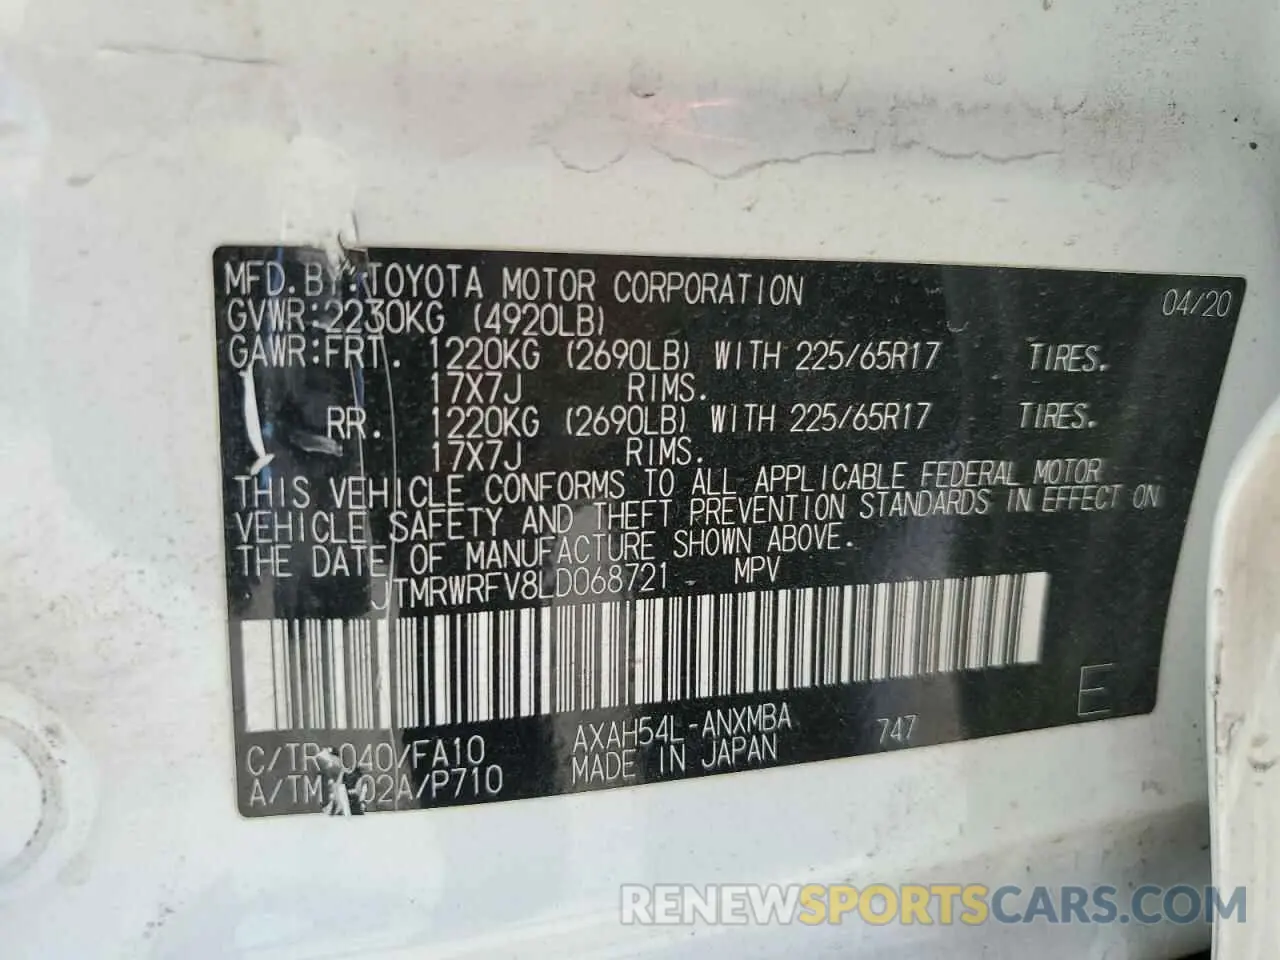 MFD. BY: TOYOTA MOTOR CORPORATION 04/20
GVWR: 2230KG (4920LB)
GAWR: FRT. 1220KG (2690LB) WITH 225/65R17 TIRES.
17X7J RIMS.
RR. 1220KG (2690LB) WITH 225/65R17 TIRES.
17X7J RIMS.
THIS VEHICLE CONFORMS TO ALL APPLICABLE FEDERAL MOTOR
VEHICLE SAFETY AND THEFT PREVENTION STANDARDS IN EFFECT ON
THE DATE OF MANUFACTURE SHOWN ABOVE.
JTMRWRFV8LD068721 MPV
E
C/TR: 040/FA10 AXAH54L-ANXMBA 747
A/TM: -02A/P710 MADE IN JAPAN
RENEWSPORTSCARS.COM